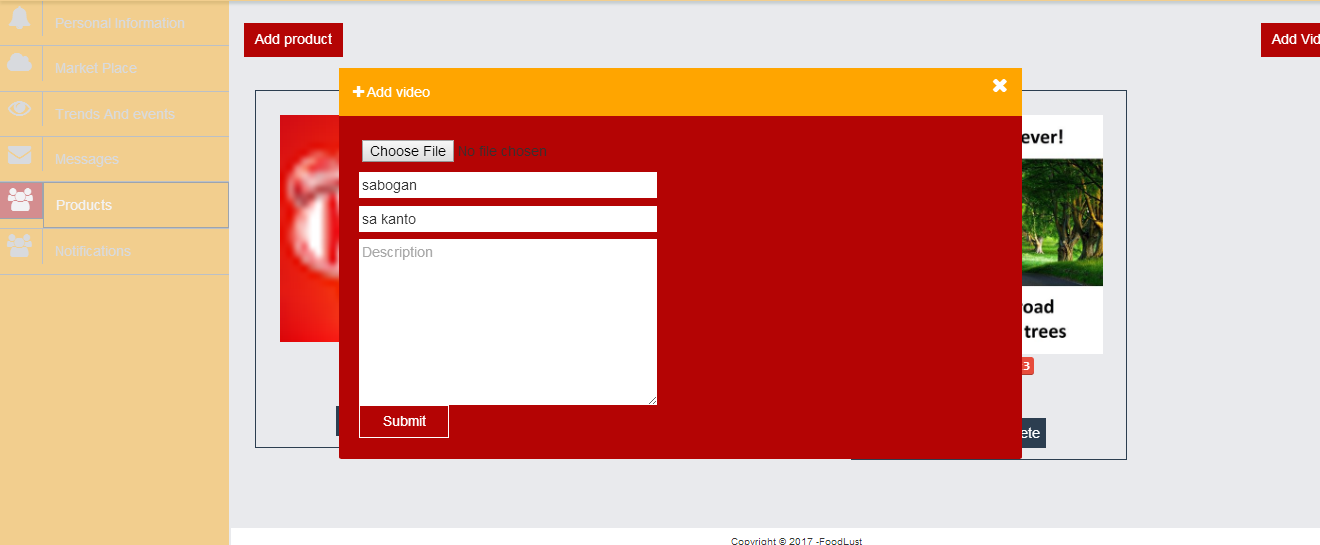 Personal Information
Market Place
Trends And events
Messages
Products
Notifications
Add product
Add Vid
Add video
Choose File No file chosen
sabogan
sa kanto
Description
Submit
ever!
road
trees
3
ete
Copyright © 2017 -FoodLust